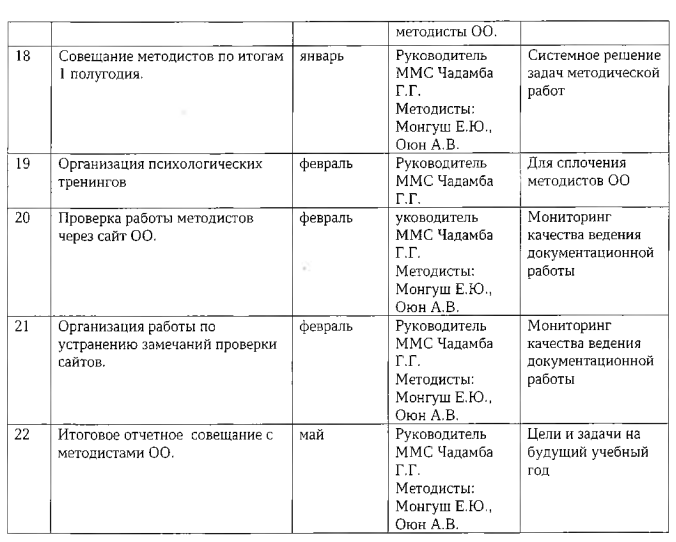 методисты ОО.
18 Совещание методистов по итогам 1 полугодия. январь Руководитель ММС Чадамба Г.Г. Методисты: Монгуш Е.Ю., Оюн А.В. Системное решение задач методической работ
19 Организация психологических тренингов февраль Руководитель ММС Чадамба Г.Г. Для сплочения методистов ОО
20 Проверка работы методистов через сайт ОО. февраль уководитель ММС Чадамба Г.Г. Методисты: Монгуш Е.Ю., Оюн А.В. Мониторинг качества ведения документационной работы
21 Организация работы по устранению замечаний проверки сайтов. февраль Руководитель ММС Чадамба Г.Г. Методисты: Монгуш Е.Ю., Оюн А.В. Мониторинг качества ведения документационной работы
22 Итоговое отчетное совещание с методистами ОО. май Руководитель ММС Чадамба Г.Г. Методисты: Монгуш Е.Ю., Оюн А.В. Цели и задачи на будущий учебный год